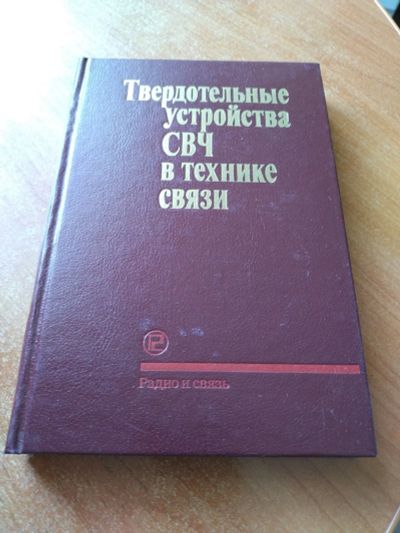 Твердотельные
устройства
СВЧ
в технике
связи
Радио и связь